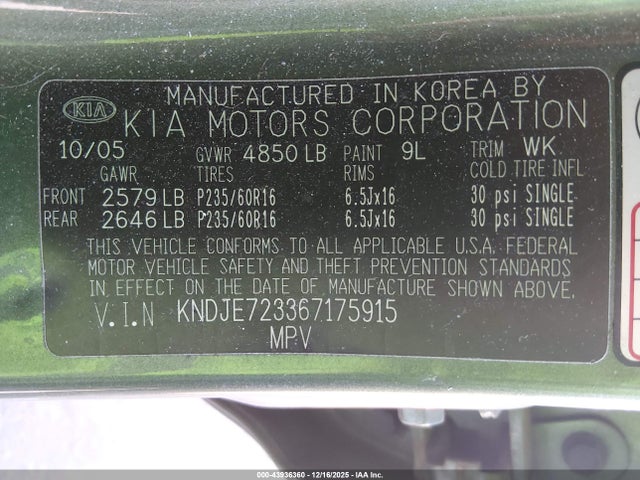 MANUFACTURED IN KOREA BY
KIA KIA MOTORS CORPORATION
10/05 GVWR 4850 LB PAINT 9L TRIM WK
GAWR TIRES RIMS COLD TIRE INFL
FRONT 2579 LB P235/60R16 6.5Jx16 30 psi SINGLE
REAR 2646 LB P235/60R16 6.5Jx16 30 psi SINGLE
THIS VEHICLE CONFORMS TO ALL APPLICABLE U.S.A. FEDERAL
MOTOR VEHICLE SAFETY AND THEFT PREVENTION STANDARDS
IN EFFECT ON THE DATE OF MANUFACTURE SHOWN ABOVE.
V.I.N KNDJE723367175915
MPV
000-43936360 - 12/16/2025 - IAA Inc.